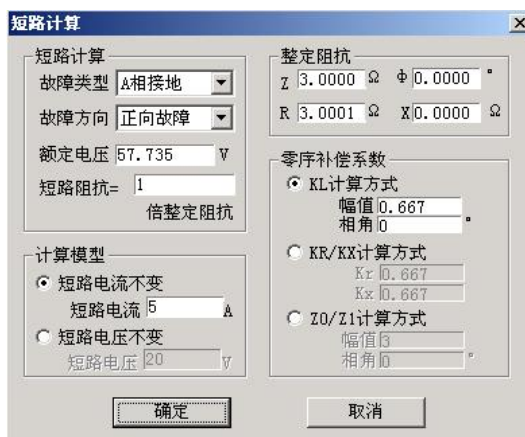 短路计算
短路计算
故障类型 A相接地
故障方向 正向故障
额定电压 57.735 V
短路阻抗= 1
倍整定阻抗
计算模型
短路电流不变
短路电流 5 A
短路电压不变
短路电压 20 V
整定阻抗
Z 3.0000 Ω Φ 0.0000 °
R 3.0001 Ω X 0.0000 Ω
零序补偿系数
KL计算方式
幅值 0.667
相角 0 °
KR/KX计算方式
Kr 0.667
Kx 0.667
Z0/Z1计算方式
幅值 3
相角 0 °
确定 取消